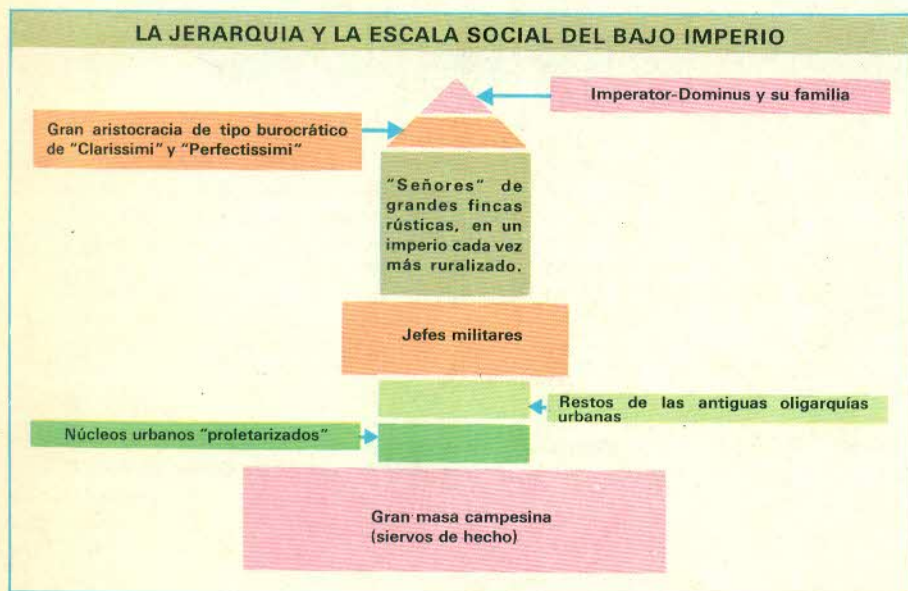 LA JERARQUIA Y LA ESCALA SOCIAL DEL BAJO IMPERIO
Imperator-Dominus y su familia
Gran aristocracia de tipo burocrático
de "Clarissimi" y "Perfectissimi"
"Señores" de
grandes fincas
rústicas, en un
imperio cada vez
más ruralizado.
Jefes militares
Restos de las antiguas oligarquías
urbanas
Núcleos urbanos "proletarizados"
Gran masa campesina
(siervos de hecho)